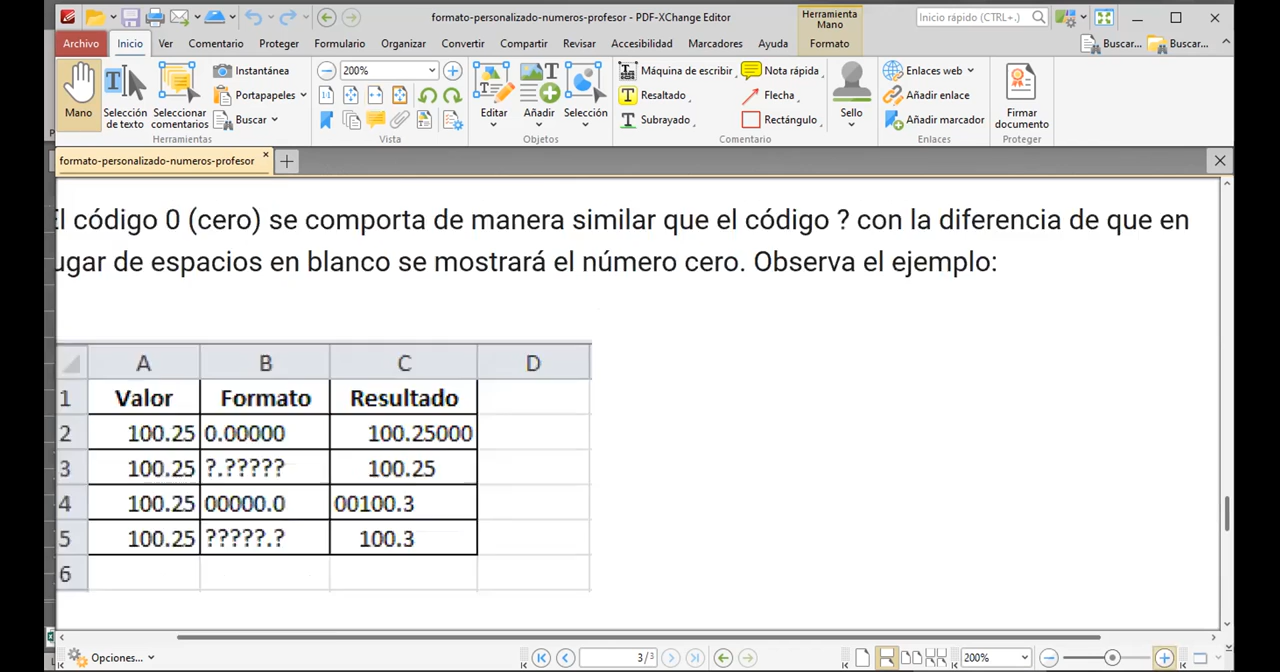 formato-personalizado-numeros-profesor - PDF-XChange Editor
Herramienta
Mano
Inicio rápido (CTRL+.)
Archivo Inicio Ver Comentario Proteger Formulario Organizar Convertir Compartir Revisar Accesibilidad Marcadores Ayuda Formato Buscar... Buscar...
Mano
Selección
de texto
Seleccionar
comentarios
Instantánea
Portapapeles
Buscar
Herramientas
200%
Vista
Editar
Añadir
Selección
Objetos
Máquina de escribir
Resaltado
Subrayado
Nota rápida
Flecha
Rectángulo
Comentario
Sello
Enlaces web
Añadir enlace
Añadir marcador
Enlaces
Firmar
documento
Proteger
formato-personalizado-numeros-profesor
El código 0 (cero) se comporta de manera similar que el código ? con la diferencia de que en
ugar de espacios en blanco se mostrará el número cero. Observa el ejemplo:
A B C D
1 Valor Formato Resultado
2 100.25 0.00000 100.25000
3 100.25 ?.????? 100.25
4 100.25 00000.0 00100.3
5 100.25 ?????.? 100.3
6
Opciones... 3/3 200%